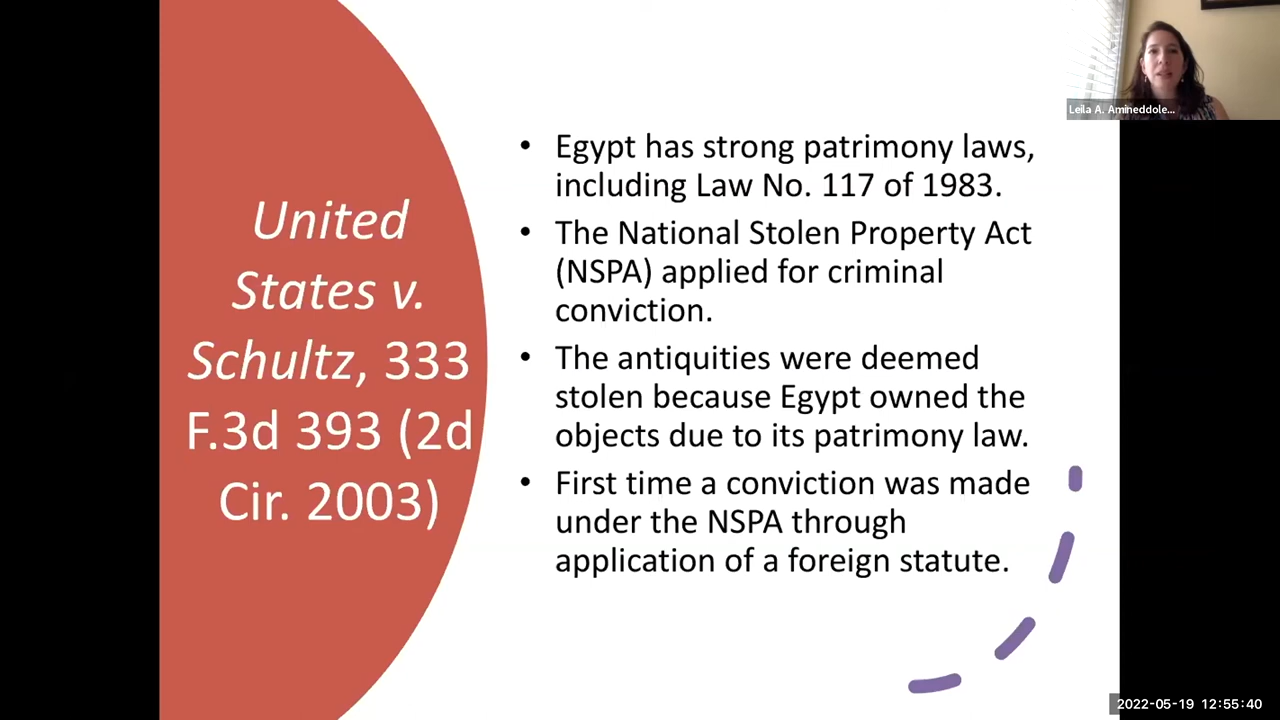 United
States v.
Schultz, 333
F.3d 393 (2d
Cir. 2003)
• Egypt has strong patrimony laws,
including Law No. 117 of 1983.
• The National Stolen Property Act
(NSPA) applied for criminal
conviction.
• The antiquities were deemed
stolen because Egypt owned the
objects due to its patrimony law.
• First time a conviction was made
under the NSPA through
application of a foreign statute.
Leila A. Amineddole...
2022-05-19 12:55:40